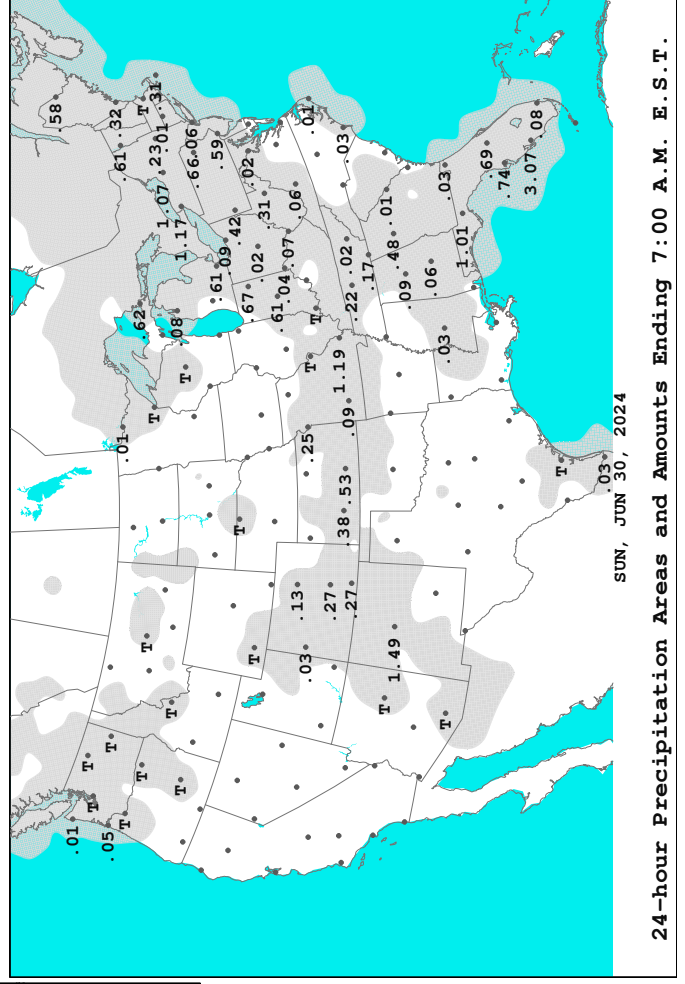 .58
.01
T
T
.05
T
.32
.61
.01
T
.62
T
T
T
T
.23
.31
.01
1.07
T
.08
T
1.17
T
.66
.06
.61
.59
.09
.42
T
.67
.02
T
.02
.31
.61
.04
.07
.06
.13
.03
.25
.01
T
T
.27
1.19
.03
.38
.53
.02
.09
.27
.22
.17
T
.01
1.49
.48
.09
.06
.03
.03
T
1.01
.69
.74
3.07
.08
T
.03
SUN, JUN 30, 2024
24-hour Precipitation Areas and Amounts Ending 7:00 A.M. E.S.T.